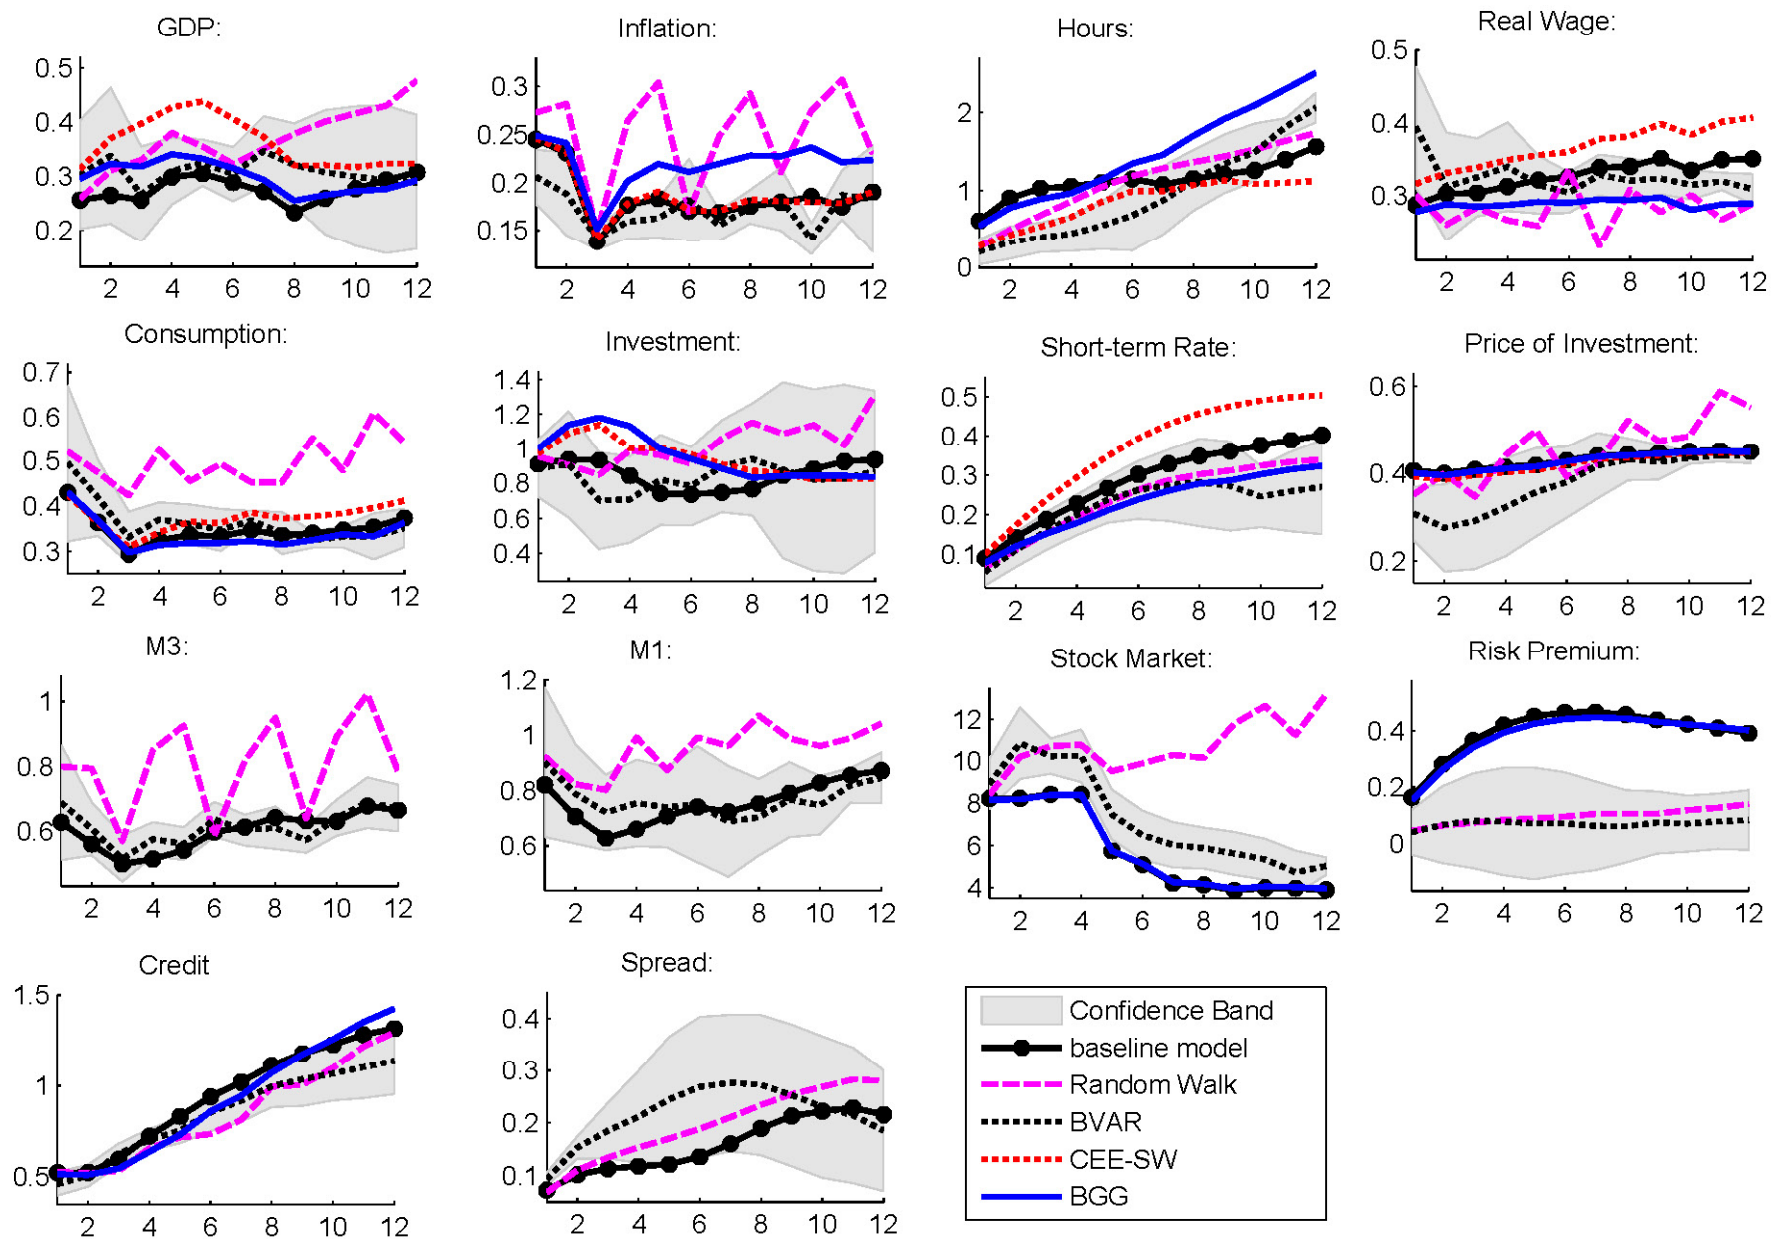 GDP:
0.5
0.4
0.3
0.2
2 4 6 8 10 12
Inflation:
0.3
0.25
0.2
0.15
2 4 6 8 10 12
Hours:
2
1
0
2 4 6 8 10 12
Real Wage:
0.5
0.4
0.3
2 4 6 8 10 12
Consumption:
0.7
0.6
0.5
0.4
0.3
2 4 6 8 10 12
Investment:
1.4
1.2
1
0.8
0.6
0.4
2 4 6 8 10 12
Short-term Rate:
0.5
0.4
0.3
0.2
0.1
2 4 6 8 10 12
Price of Investment:
0.6
0.4
0.2
2 4 6 8 10 12
M3:
1
0.8
0.6
2 4 6 8 10 12
M1:
1.2
1
0.8
0.6
2 4 6 8 10 12
Stock Market:
12
10
8
6
4
2 4 6 8 10 12
Risk Premium:
0.4
0.2
0
2 4 6 8 10 12
Credit
1.5
1
0.5
2 4 6 8 10 12
Spread:
0.4
0.3
0.2
0.1
2 4 6 8 10 12
Confidence Band
baseline model
Random Walk
BVAR
CEE-SW
BGG